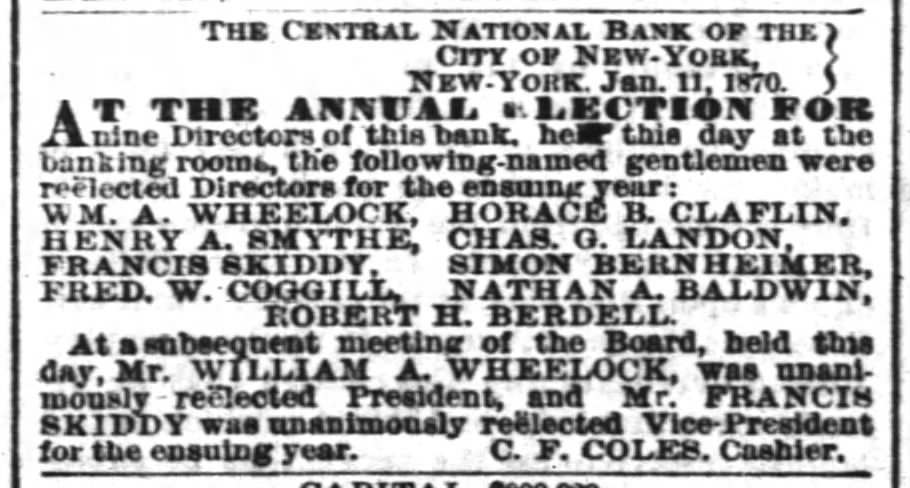 THE CENTRAL NATIONAL BANK OF THE
CITY OF NEW-YORK,
NEW-YORK. Jan. 11, 1870.
AT THE ANNUAL ELECTION FOR
nine Directors of this bank, held this day at the
banking rooms, the following-named gentlemen were
reëlected Directors for the ensuing year:
WM. A. WHEELOCK, HORACE B. CLAFLIN,
HENRY A. SMYTHE, CHAS. G. LANDON,
FRANCIS SKIDDY, SIMON BERNHEIMER,
FRED. W. COGGILL, NATHAN A. BALDWIN,
ROBERT H. BERDELL.
At a subsequent meeting of the Board, held this
day, Mr. WILLIAM A. WHEELOCK, was unani-
mously reëlected President, and Mr. FRANCIS
SKIDDY was unanimously reëlected Vice-President
for the ensuing year. C. F. COLES. Cashier.